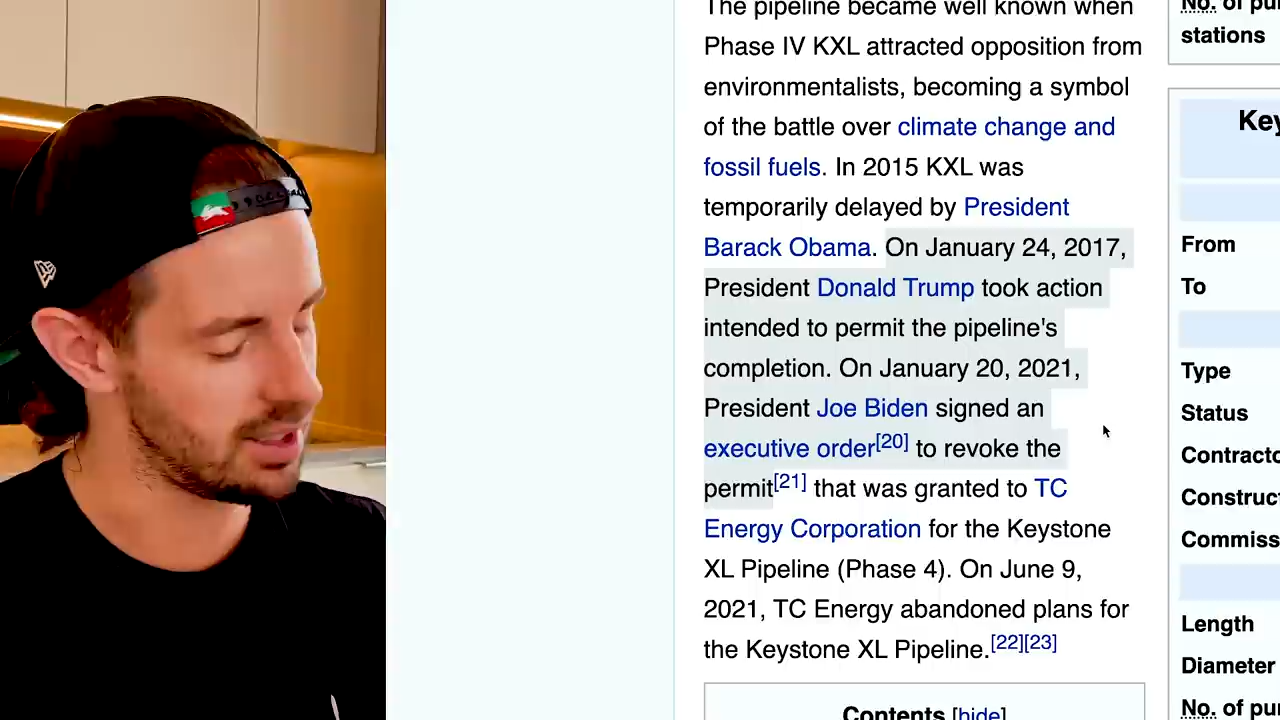 The pipeline became well known when
Phase IV KXL attracted opposition from
environmentalists, becoming a symbol
of the battle over climate change and
fossil fuels. In 2015 KXL was
temporarily delayed by President
Barack Obama. On January 24, 2017,
President Donald Trump took action
intended to permit the pipeline's
completion. On January 20, 2021,
President Joe Biden signed an
executive order[20] to revoke the
permit[21] that was granted to TC
Energy Corporation for the Keystone
XL Pipeline (Phase 4). On June 9,
2021, TC Energy abandoned plans for
the Keystone XL Pipeline.[22][23]
Contents [hide]
No. of
stations
From
To
Type
Status
Length
Diameter
No. of